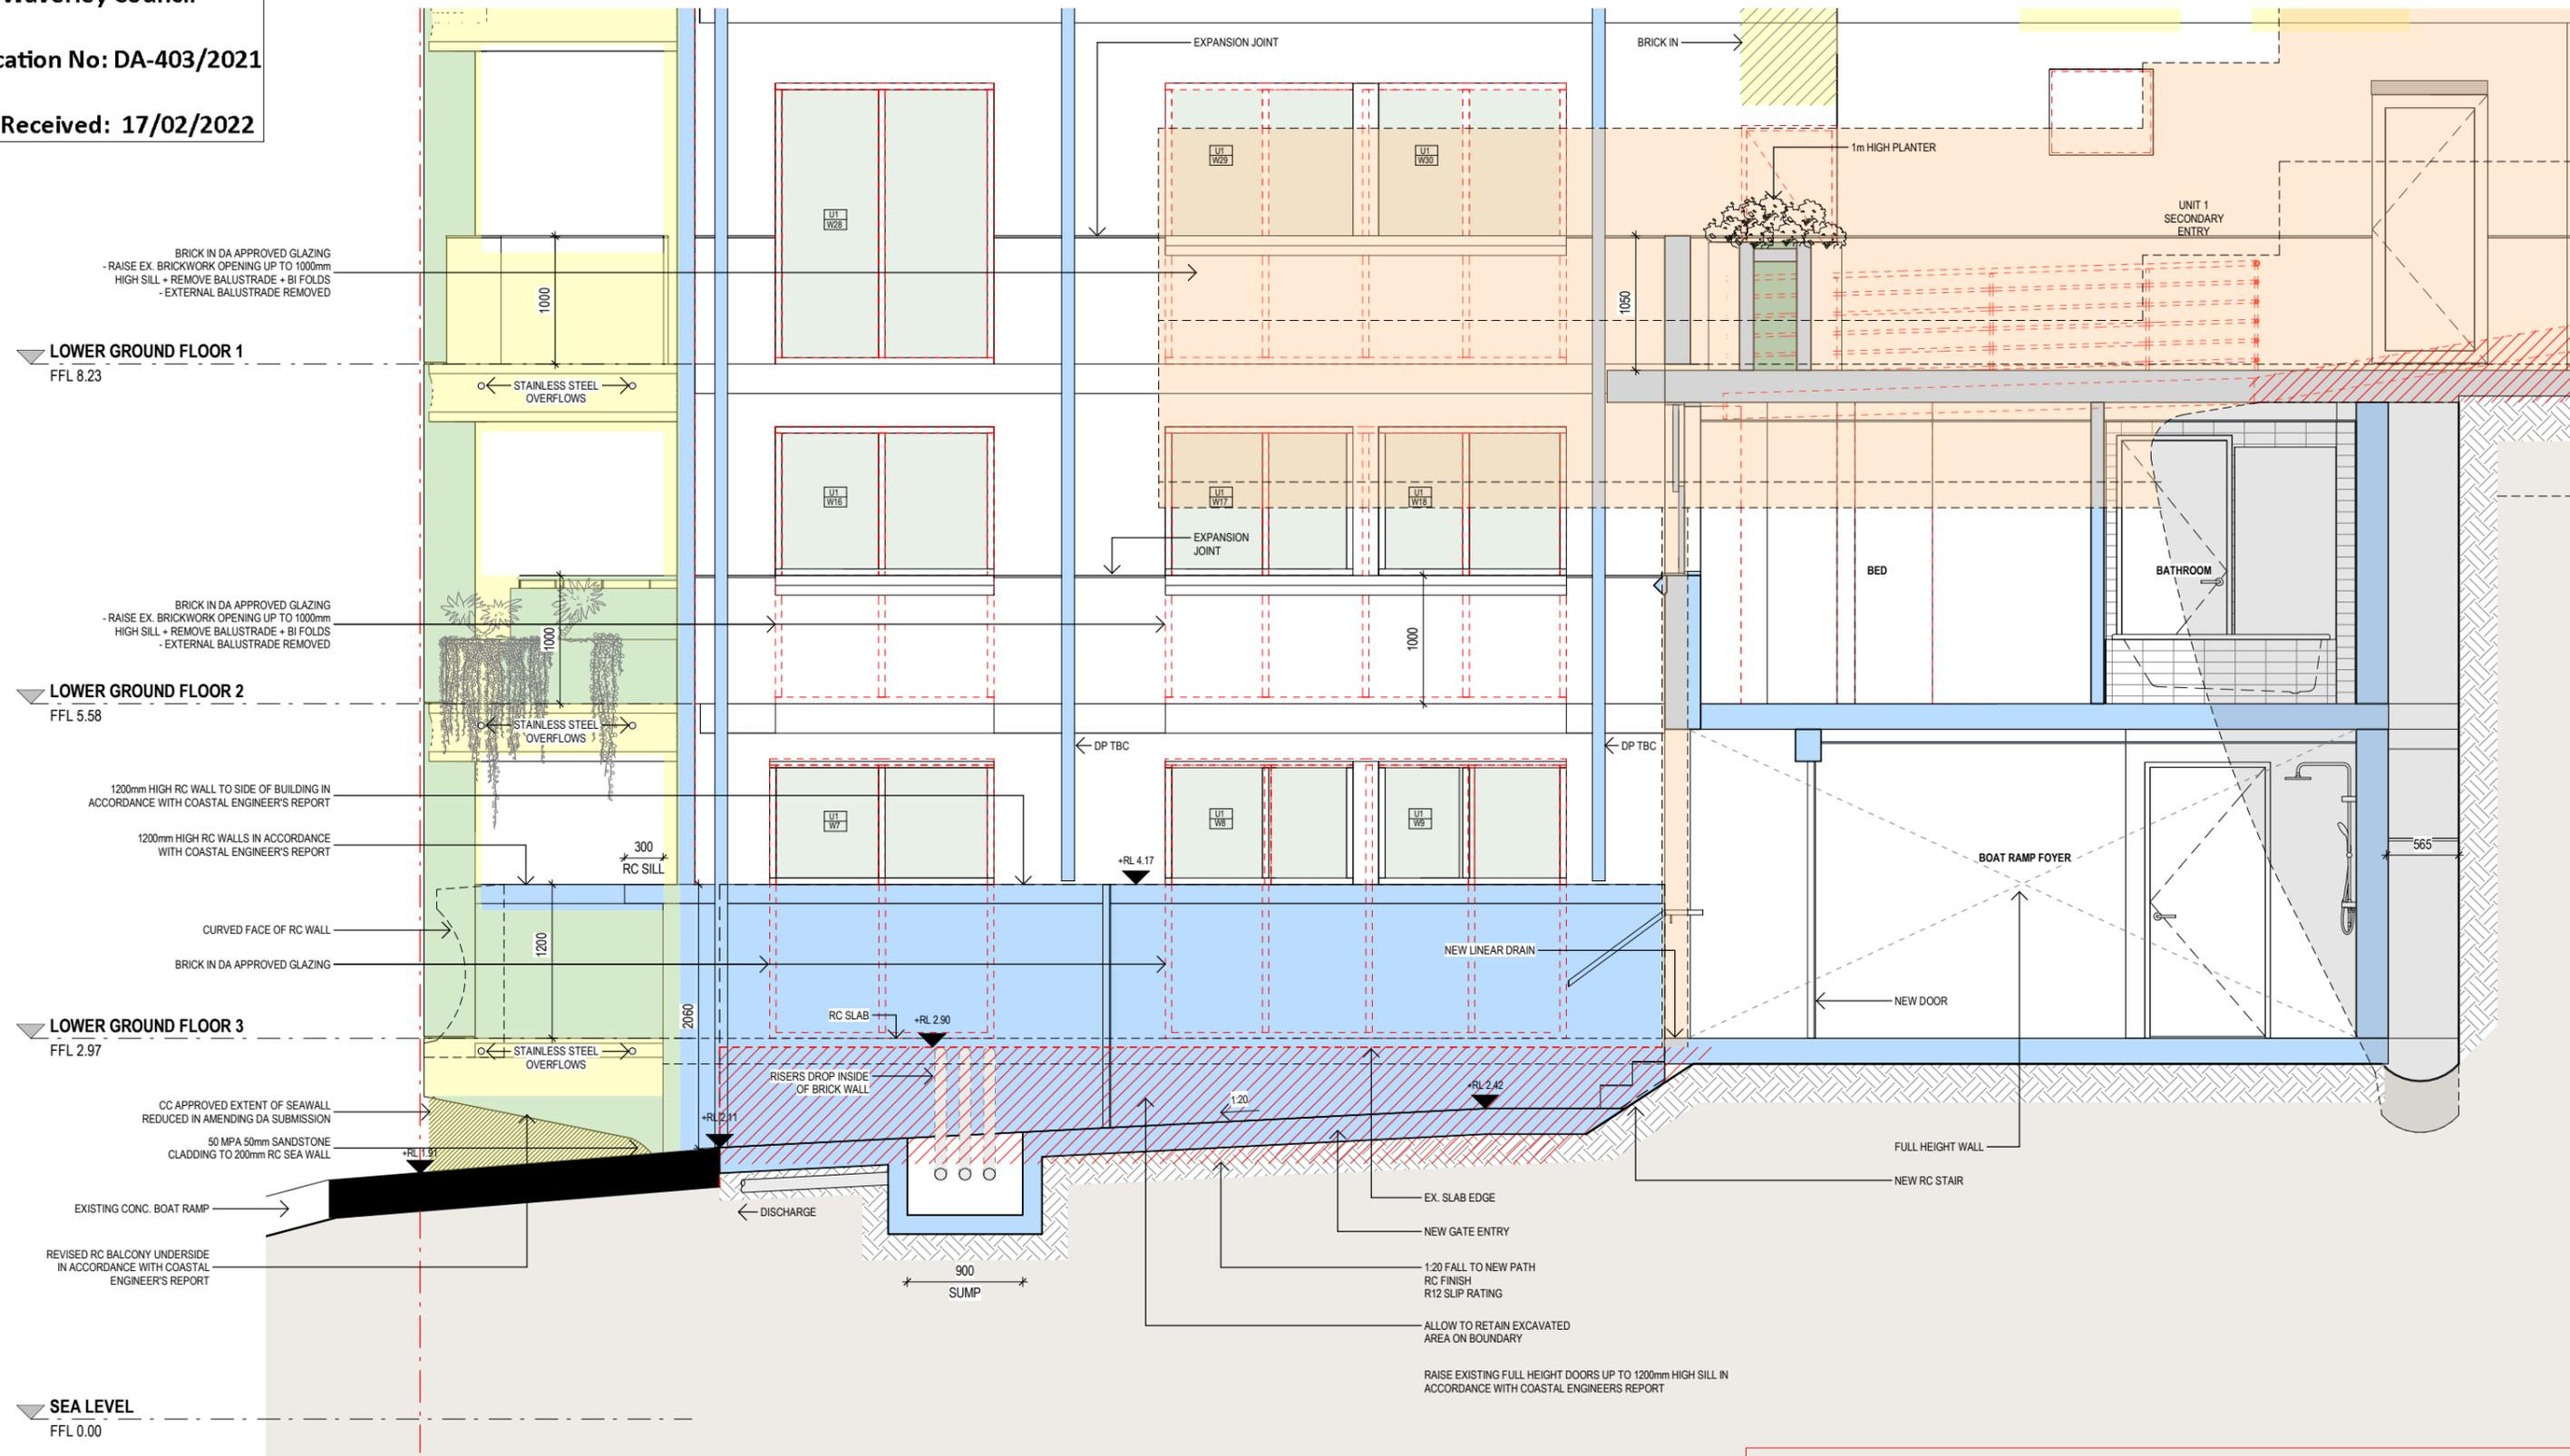 Waverley Council
cation No: DA-403/2021
Received: 17/02/2022
EXPANSION JOINT
BRICK IN
1m HIGH PLANTER
U1
W29
U1
W30
U1
W28
UNIT 1
SECONDARY
ENTRY
BRICK IN DA APPROVED GLAZING
- RAISE EX. BRICKWORK OPENING UP TO 1000mm
HIGH SILL + REMOVE BALUSTRADE + BI FOLDS
- EXTERNAL BALUSTRADE REMOVED
1000
1050
LOWER GROUND FLOOR 1
FFL 8.23
STAINLESS STEEL
OVERFLOWS
U1
W16
U1
W17
U1
W18
EXPANSION
JOINT
BED
BATHROOM
BRICK IN DA APPROVED GLAZING
- RAISE EX. BRICKWORK OPENING UP TO 1000mm
HIGH SILL + REMOVE BALUSTRADE + BI FOLDS
- EXTERNAL BALUSTRADE REMOVED
1000
1000
LOWER GROUND FLOOR 2
FFL 5.58
STAINLESS STEEL
OVERFLOWS
DP TBC
DP TBC
1200mm HIGH RC WALL TO SIDE OF BUILDING IN
ACCORDANCE WITH COASTAL ENGINEER'S REPORT
U1
W7
U1
W8
U1
W9
1200mm HIGH RC WALLS IN ACCORDANCE
WITH COASTAL ENGINEER'S REPORT
300
RC SILL
+RL 4.17
BOAT RAMP FOYER
565
CURVED FACE OF RC WALL
1200
NEW LINEAR DRAIN
BRICK IN DA APPROVED GLAZING
NEW DOOR
2060
RC SLAB
+RL 2.90
LOWER GROUND FLOOR 3
FFL 2.97
STAINLESS STEEL
OVERFLOWS
RISERS DROP INSIDE
OF BRICK WALL
+RL 2.42
1:20
CC APPROVED EXTENT OF SEAWALL
REDUCED IN AMENDING DA SUBMISSION
+RL 2.11
50 MPA 50mm SANDSTONE
CLADDING TO 200mm RC SEA WALL
+RL 1.91
FULL HEIGHT WALL
NEW RC STAIR
EX. SLAB EDGE
EXISTING CONC. BOAT RAMP
DISCHARGE
NEW GATE ENTRY
REVISED RC BALCONY UNDERSIDE
IN ACCORDANCE WITH COASTAL
ENGINEER'S REPORT
900
SUMP
1:20 FALL TO NEW PATH
RC FINISH
R12 SLIP RATING
ALLOW TO RETAIN EXCAVATED
AREA ON BOUNDARY
RAISE EXISTING FULL HEIGHT DOORS UP TO 1200mm HIGH SILL IN
ACCORDANCE WITH COASTAL ENGINEERS REPORT
SEA LEVEL
FFL 0.00